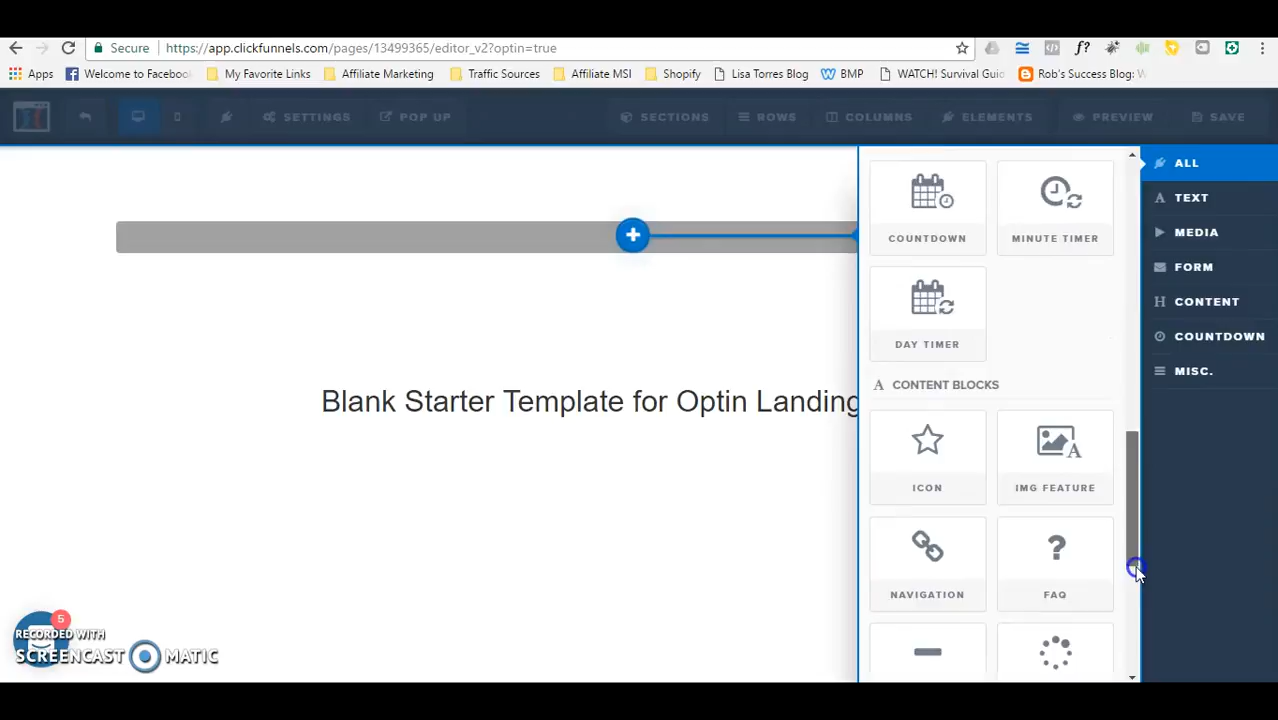 Secure https://app.clickfunnels.com/pages/13499365/editor_v2?optin=true
Apps Welcome to Facebook My Favorite Links Affiliate Marketing Traffic Sources Affiliate MSI Shopify Lisa Torres Blog BMP WATCH! Survival Guid Rob's Success Blog:
SETTINGS POP UP SECTIONS ROWS COLUMNS ELEMENTS PREVIEW SAVE
ALL
TEXT
MEDIA
FORM
CONTENT
COUNTDOWN
MISC.
COUNTDOWN MINUTE TIMER
DAY TIMER
CONTENT BLOCKS
ICON IMG FEATURE
NAVIGATION FAQ
Blank Starter Template for Optin Landing
5
RECORDED WITH
SCREENCAST MATIC